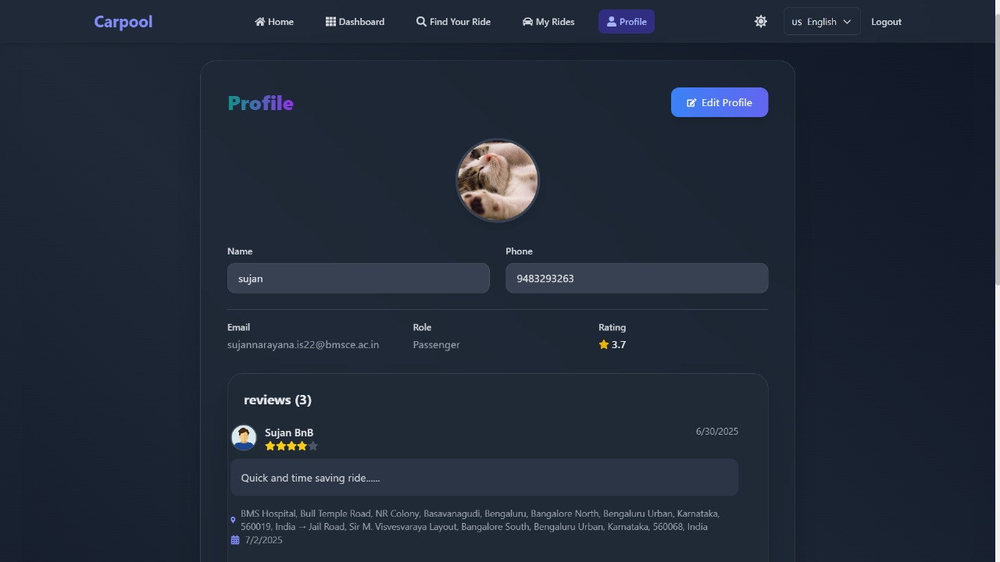 Carpool
Home
Dashboard
Find Your Ride
My Rides
Profile
us English
Logout
Profile
Edit Profile
Name
Phone
sujan
9483293263
Email
Role
Rating
sujannarayana.is22@bmsce.ac.in
Passenger
3.7
reviews (3)
Sujan BnB
6/30/2025
Quick and time saving ride......
BMS Hospital, Bull Temple Road, NR Colony, Basavanagudi, Bengaluru, Bangalore North, Bengaluru Urban, Karnataka,
560019, India → Jail Road, Sir M. Visvesvaraya Layout, Bangalore South, Bengaluru Urban, Karnataka, 560068, India
7/2/2025